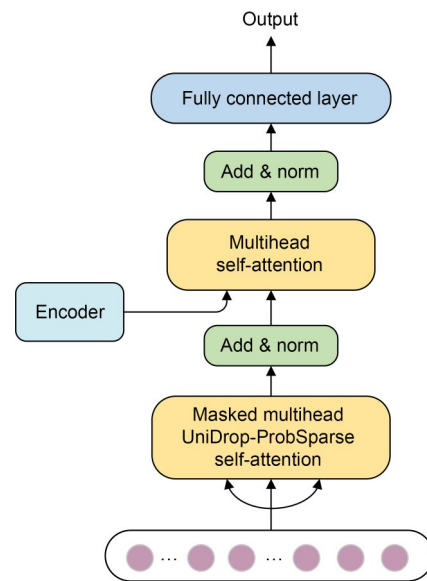 Output
Fully connected layer
Add & norm
Multihead
self-attention
Encoder
Add & norm
Masked multihead
UniDrop-ProbSparse
self-attention
... ...